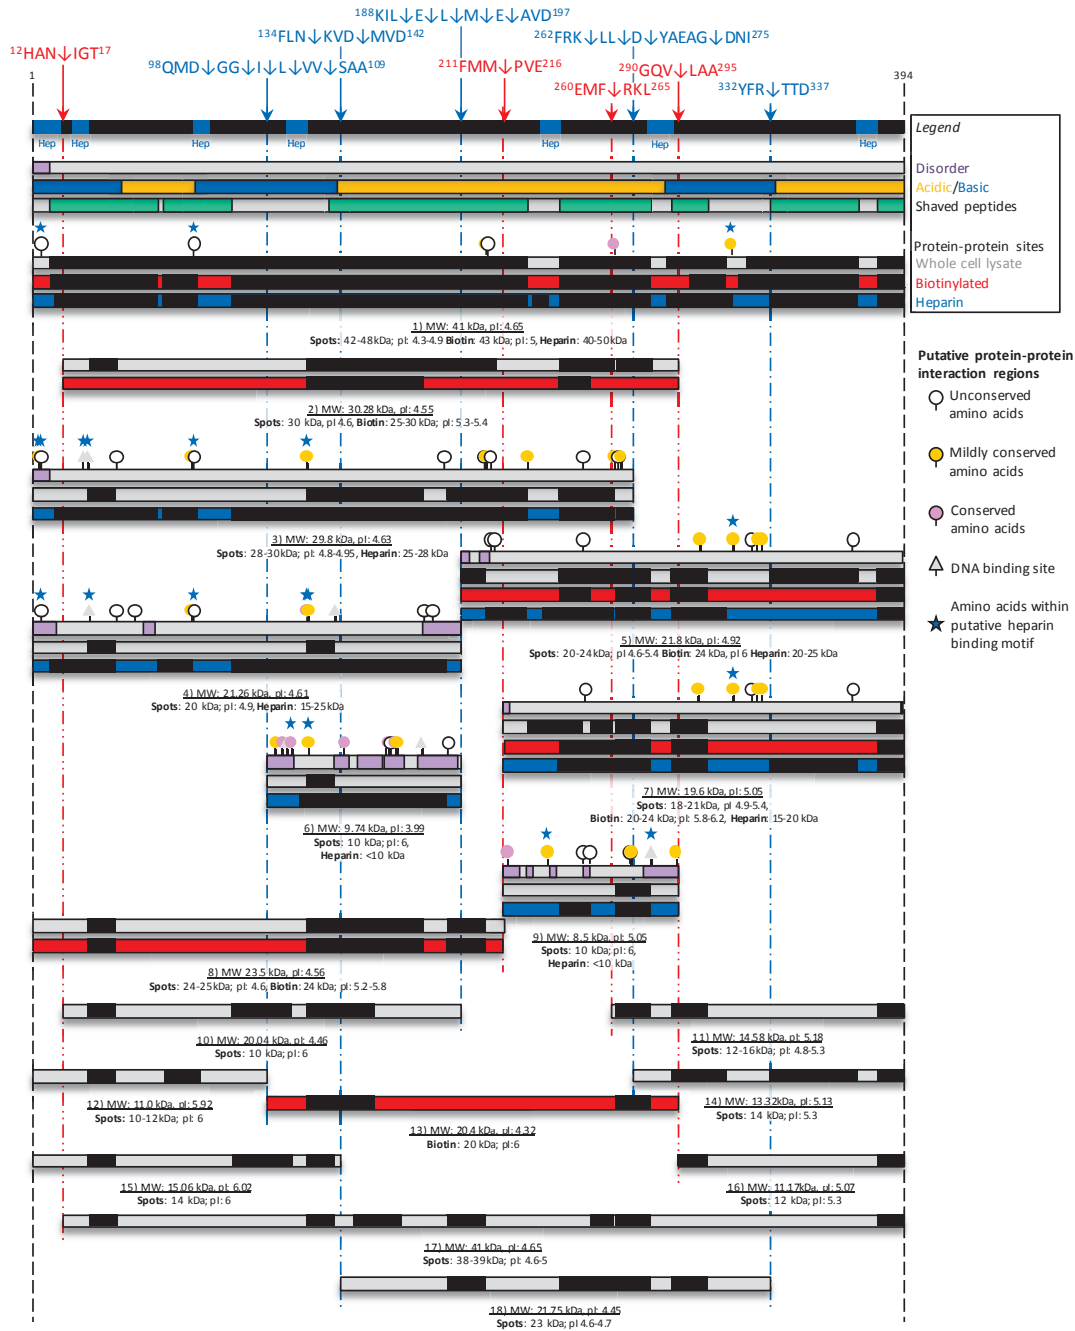 188KIL↓E↓L↓M↓E↓AVD197
134FLN↓KVD↓MVD142
262FRK↓LL↓D↓YAEAG↓DNI275
12HAN↓IGT17
98QMD↓GG↓I↓L↓VV↓SAA109
211FMM↓PVE216
290GQV↓LAA295
260EMF↓RKL265
332YFR↓TTD337
1
394
Legend
Hep Hep Hep Hep Hep Hep Hep
Disorder
Acidic/Basic
Shaved peptides
Protein-protein sites
Whole cell lysate
Biotinylated
Heparin
1) MW: 41 kDa, pI: 4.65
Spots: 42-48kDa; pI: 4.3-4.9 Biotin: 43 kDa; pI: 5, Heparin: 40-50kDa
Putative protein-protein
interaction regions
Unconserved
amino acids
Mildly conserved
amino acids
Conserved
amino acids
DNA binding site
Amino acids within
putative heparin
binding motif
2) MW: 30.28 kDa, pI: 4.55
Spots: 30 kDa, pI 4.6, Biotin: 25-30 kDa; pI: 5.3-5.4
3) MW: 29.8 kDa, pI: 4.63
Spots: 28-30kDa; pI: 4.8-4.95, Heparin: 25-28 kDa
5) MW: 21.8 kDa, pI: 4.92
Spots: 20-24kDa; pI 4.6-5.4 Biotin: 24 kDa, pI 6 Heparin: 20-25 kDa
4) MW: 21.26 kDa, pI: 4.61
Spots: 20 kDa; pI: 4.9, Heparin: 15-25kDa
7) MW: 19.6 kDa, pI: 5.05
Spots: 18-21kDa, pI 4.9-5.4,
Biotin: 20-24 kDa; pI: 5.8-6.2, Heparin: 15-20 kDa
6) MW: 9.74 kDa, pI: 3.99
Spots: 10 kDa; pI: 6,
Heparin: <10 kDa
9) MW: 8.5 kDa, pI: 5.05
Spots: 10 kDa; pI: 6,
Heparin: <10 kDa
8) MW 23.5 kDa, pI: 4.56
Spots: 24-25kDa; pI: 4.6, Biotin: 24 kDa; pI: 5.2-5.8
10) MW: 20.04 kDa, pI: 4.46
Spots: 10 kDa; pI: 6
11) MW: 14.58 kDa, pI: 5.18
Spots: 12-16kDa; pI: 4.8-5.3
12) MW: 11.0 kDa, pI: 5.92
Spots: 10-12kDa; pI: 6
14) MW: 13.32kDa, pI: 5.13
Spots: 14 kDa; pI: 5.3
13) MW: 20.4 kDa, pI: 4.32
Biotin: 20 kDa; pI:6
15) MW: 15.06 kDa, pI: 6.02
Spots: 14 kDa; pI: 6
16) MW: 11.17kDa, pI: 5.07
Spots: 12 kDa; pI: 5.3
17) MW: 41 kDa, pI: 4.65
Spots: 38-39kDa; pI: 4.6-5
18) MW: 21.75 kDa, pI: 4.45
Spots: 23 kDa; pI 4.6-4.7